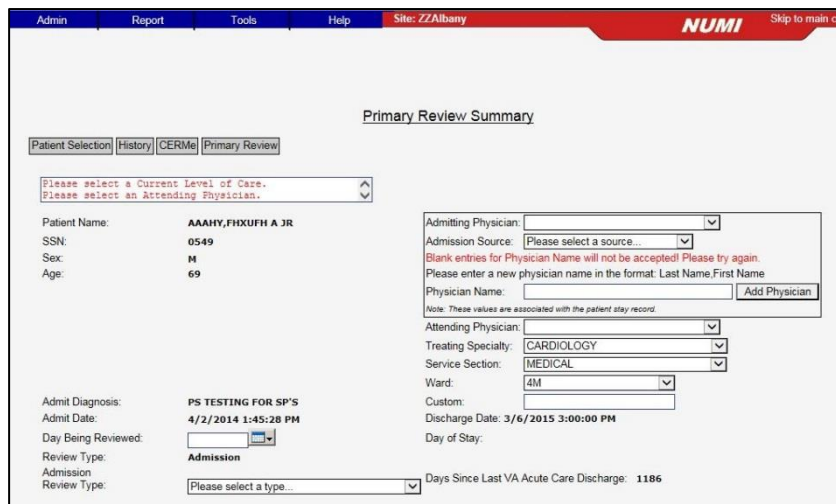 Admin Report Tools Help Site: ZZAlbany NUMI Skip to main
Primary Review Summary
Patient Selection History CERMe Primary Review
Please select a Current Level of Care.
Please select an Attending Physician.
Patient Name: AAAHY,FHXUFH A JR
SSN: 0549
Sex: M
Age: 69
Admitting Physician:
Admission Source: Please select a source...
Blank entries for Physician Name will not be accepted! Please try again.
Please enter a new physician name in the format: Last Name,First Name
Physician Name: Add Physician
Note: These values are associated with the patient stay record.
Attending Physician:
Treating Specialty: CARDIOLOGY
Service Section: MEDICAL
Ward: 4M
Admit Diagnosis: PS TESTING FOR SP'S
Custom:
Admit Date: 4/2/2014 1:45:28 PM
Discharge Date: 3/6/2015 3:00:00 PM
Day Being Reviewed:
Day of Stay:
Review Type: Admission
Admission
Review Type: Please select a type...
Days Since Last VA Acute Care Discharge: 1186